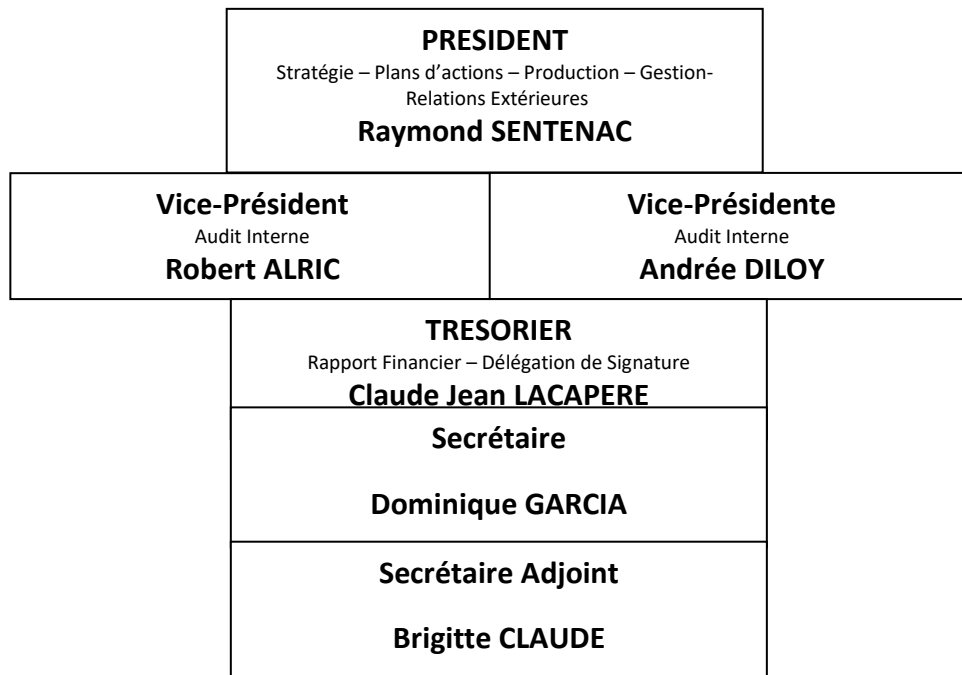 PRESIDENT
Stratégie – Plans d'actions – Production – Gestion-
Relations Extérieures
Raymond SENTENAC
Vice-Président
Audit Interne
Robert ALRIC
Vice-Présidente
Audit Interne
Andrée DILOY
TRESORIER
Rapport Financier – Délégation de Signature
Claude Jean LACAPERE
Secrétaire
Dominique GARCIA
Secrétaire Adjoint
Brigitte CLAUDE